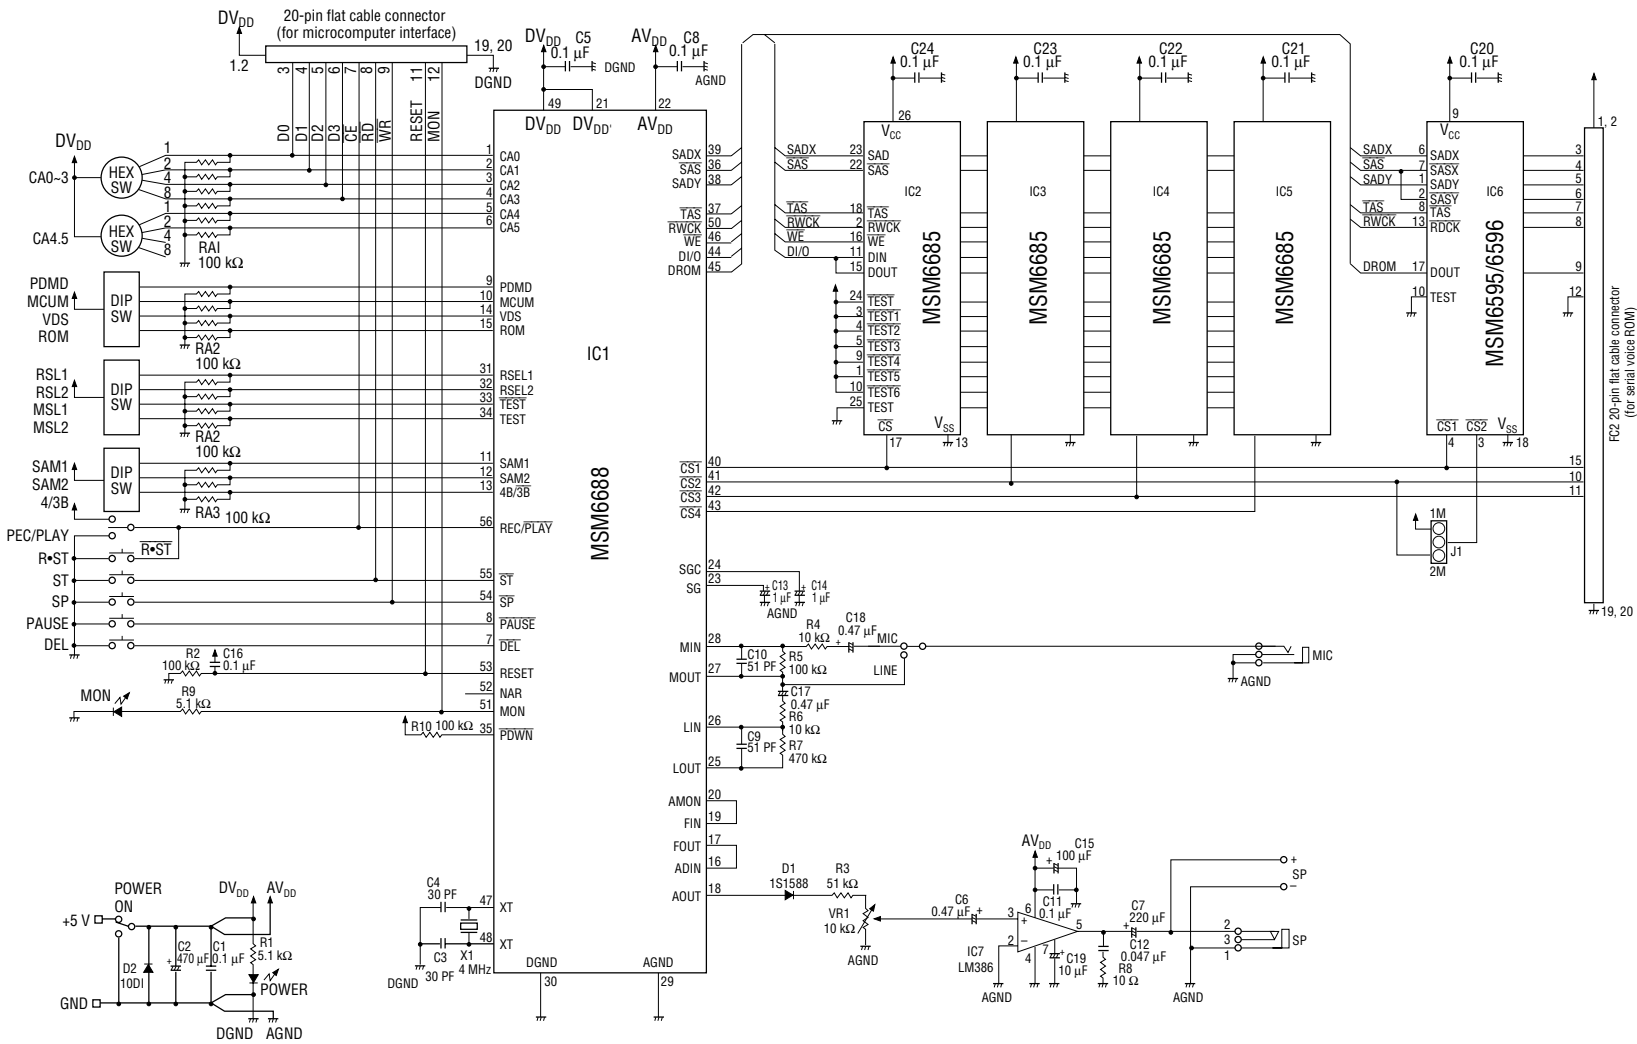 DVDD
20-pin flat cable connector
(for microcomputer interface)
1.2
19, 20
DGND
3 4 5 6 7 8 9 11 12
D0 D1 D2 D3 CE RD WR RESET MON
DVDD C5
0.1 µF
DGND
AVDD C8
0.1 µF
AGND
49 21 22
DVDD DVDD' AVDD
DVDD
CA0~3
HEX
SW
1
2
4
8
CA4.5
HEX
SW
1
2
4
8
RA1
100 kΩ
1 CA0
2 CA1
3 CA2
4 CA3
5 CA4
6 CA5
PDMD
MCUM
VDS
ROM
DIP
SW
RA2
100 kΩ
9 PDMD
10 MCUM
14 VDS
15 ROM
RSL1
RSL2
MSL1
MSL2
DIP
SW
RA2
100 kΩ
31 RSEL1
32 RSEL2
33 TEST
34 TEST
SAM1
SAM2
4/3B
DIP
SW
RA3 100 kΩ
11 SAM1
12 SAM2
13 4B/3B
PEC/PLAY
R•ST
R•ST
ST
SP
PAUSE
DEL
56 REC/PLAY
55 ST
54 SP
8 PAUSE
7 DEL
R2
100 kΩ
C16
0.1 µF
53 RESET
52 NAR
MON
R9
5.1 kΩ
51 MON
R10 100 kΩ 35 PDWN
IC1
MSM6688
C4
30 PF
C3
30 PF
X1
4 MHz
DGND
47 XT
48 XT
DGND
30
AGND
29
POWER
ON
+5 V
GND
D2
10DI
C2
470 µF
C1
0.1 µF
DVDD AVDD
R1
5.1 kΩ
POWER
DGND AGND
SADX 39
SAS 36
SADY 38
TAS 37
RWCK 50
WE 46
DI/O 44
DROM 45
CS1 40
CS2 41
CS3 42
CS4 43
SGC 24
SG 23
C13
1 µF
C14
1 µF
AGND
MIN 28
MOUT 27
C10
51 PF
R5
100 kΩ
R4
10 kΩ
C18
0.47 µF
MIC
LINE
MIC
AGND
C17
0.47 µF
R6
10 kΩ
LIN 26
LOUT 25
C9
51 PF
R7
470 kΩ
AMON 20
FIN 19
FOUT 17
ADIN 16
AOUT 18
D1
1S1588
R3
51 kΩ
VR1
10 kΩ
AGND
C6
0.47 µF
3
2
6
7
4
5
IC7
LM386
AGND
AVDD
C15
100 µF
C11
0.1 µF
C19
10 µF
C7
220 µF
C12
0.047 µF
R8
10 Ω
AGND
+
SP
−
2
3
1
SP
C24
0.1 µF
26
VCC
SADX 23 SAD
SAS 22 SAS
TAS 18 TAS
RWCK 2 RWCK
WE 16 WE
DI/O 11 DIN
15 DOUT
24 TEST
3 TEST1
4 TEST2
5 TEST3
9 TEST4
1 TEST5
10 TEST6
25 TEST
CS VSS
17 13
IC2
MSM6685
C23
0.1 µF
IC3
MSM6685
C22
0.1 µF
IC4
MSM6685
C21
0.1 µF
IC5
MSM6685
C20
0.1 µF
9
VCC
SADX 6 SADX
SAS 7 SASX
SADY 1 SADY
2 SASY
TAS 8 TAS
RWCK 13 RDCK
DROM 17 DOUT
10 TEST
IC6
MSM6595/6596
CS1 CS2 VSS
4 3 18
1M
J1
2M
1, 2
3
4
5
6
7
8
9
12
15
10
11
19, 20
FC2 20-pin flat cable connector
(for serial voice ROM)